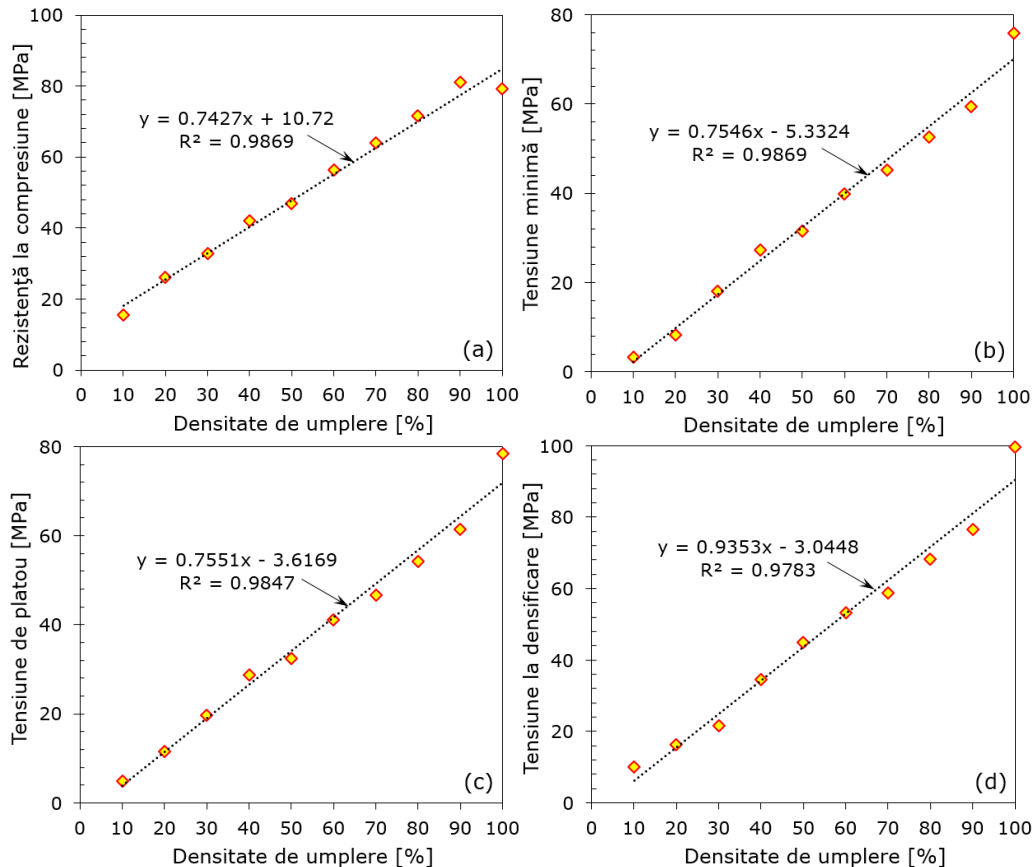 Rezistenţă la compresiune [MPa]
100
80
60
40
20
0
y = 0.7427x + 10.72
R² = 0.9869
(a)
0 10 20 30 40 50 60 70 80 90 100
Densitate de umplere [%]
Tensiune minimă [MPa]
80
60
40
20
0
y = 0.7546x - 5.3324
R² = 0.9869
(b)
0 10 20 30 40 50 60 70 80 90 100
Densitate de umplere [%]
Tensiune de platou [MPa]
80
60
40
20
0
y = 0.7551x - 3.6169
R² = 0.9847
(c)
0 10 20 30 40 50 60 70 80 90 100
Densitate de umplere [%]
Tensiune la densificare [MPa]
100
80
60
40
20
0
y = 0.9353x - 3.0448
R² = 0.9783
(d)
0 10 20 30 40 50 60 70 80 90 100
Densitate de umplere [%]